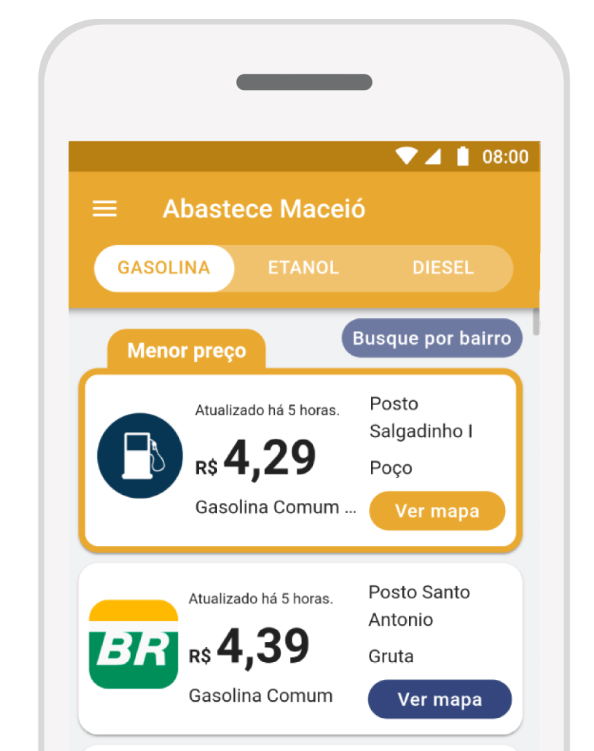 08:00
Abastece Maceió
GASOLINA ETANOL DIESEL
Busque por bairro
Menor preço
Atualizado há 5 horas.
R$ 4,29
Gasolina Comum ...
Posto
Salgadinho I
Poço
Ver mapa
BR
Atualizado há 5 horas.
R$ 4,39
Gasolina Comum
Posto Santo
Antonio
Gruta
Ver mapa